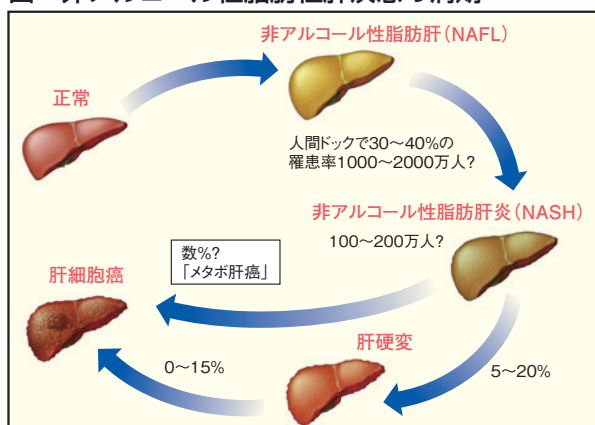 非アルコール性脂肪肝(NAFL)
正常
人間ドックで30〜40%の
罹患率1000〜2000万人?
非アルコール性脂肪肝炎(NASH)
100〜200万人?
数%?
「メタボ肝癌」
肝細胞癌
肝硬変
0〜15%
5〜20%